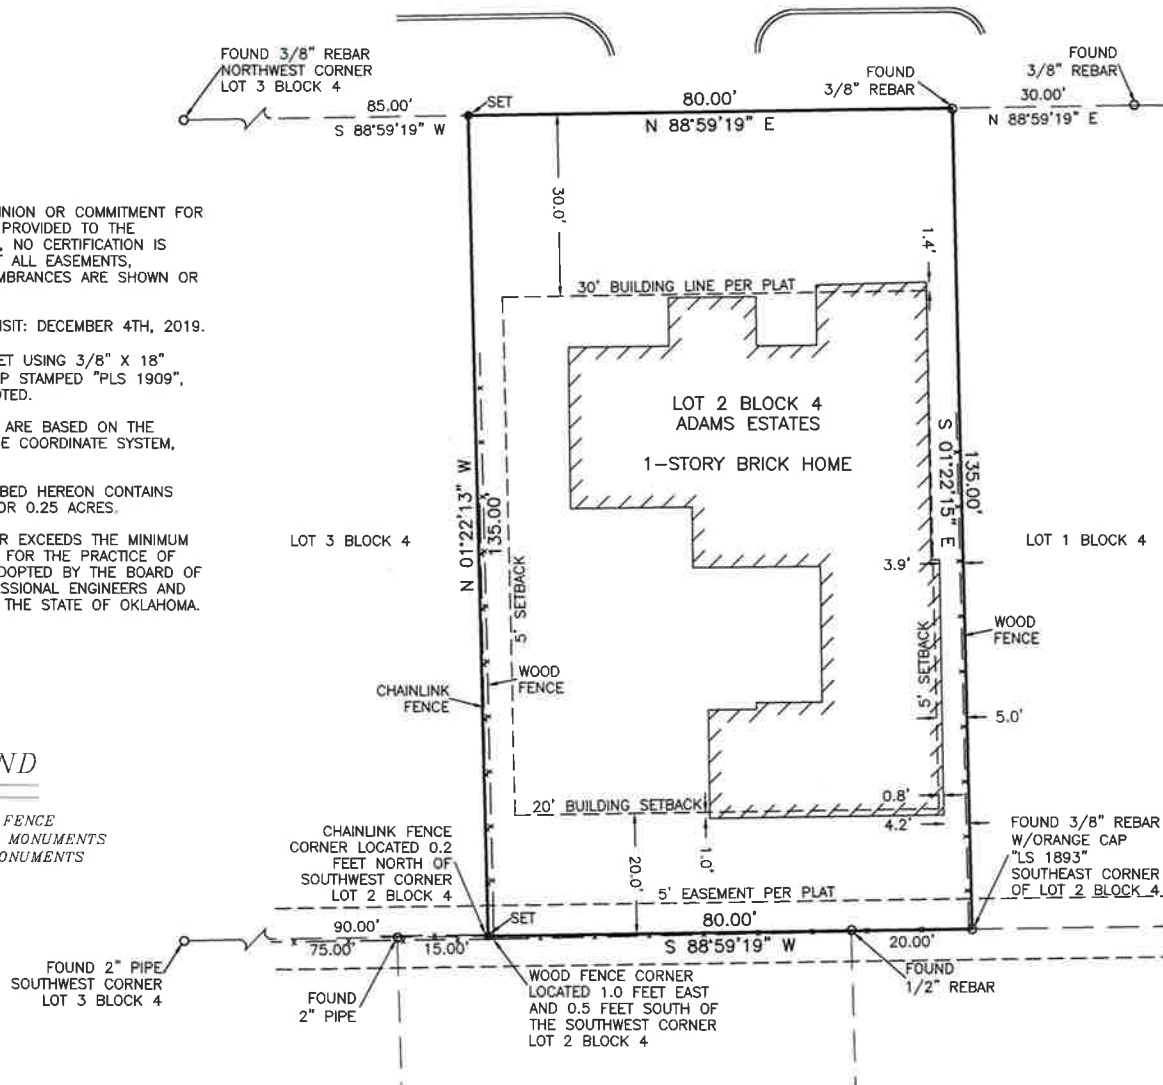 FOUND 3/8" REBAR
NORTHWEST CORNER
LOT 3 BLOCK 4
85.00'
S 88°59'19" W
SET
80.00'
N 88°59'19" E
FOUND
3/8" REBAR
FOUND
3/8" REBAR
30.00'
N 88°59'19" E
30.0'
1.4'
30' BUILDING LINE PER PLAT
NION OR COMMITMENT FOR
PROVIDED TO THE
NO CERTIFICATION IS
ALL EASEMENTS,
MBRANCES ARE SHOWN OR
ISIT: DECEMBER 4TH, 2019.
ET USING 3/8" X 18"
P STAMPED "PLS 1909",
OTED.
ARE BASED ON THE
E COORDINATE SYSTEM,
BED HEREON CONTAINS
OR 0.25 ACRES.
R EXCEEDS THE MINIMUM
FOR THE PRACTICE OF
DOPTED BY THE BOARD OF
SSIONAL ENGINEERS AND
THE STATE OF OKLAHOMA.
LOT 2 BLOCK 4
ADAMS ESTATES
1-STORY BRICK HOME
N 01°22'13" W
135.00'
S 01°22'15" E
135.00'
LOT 3 BLOCK 4
LOT 1 BLOCK 4
3.9'
5' SETBACK
5' SETBACK
WOOD
FENCE
WOOD
FENCE
CHAINLINK
FENCE
5.0'
ND
FENCE
MONUMENTS
ONUMENTS
20' BUILDING SETBACK
0.8'
4.2'
1.0'
20.0'
CHAINLINK FENCE
CORNER LOCATED 0.2
FEET NORTH OF
SOUTHWEST CORNER
LOT 2 BLOCK 4
FOUND 3/8" REBAR
W/ORANGE CAP
"LS 1893"
SOUTHEAST CORNER
OF LOT 2 BLOCK 4
5' EASEMENT PER PLAT
90.00'
75.00'
15.00'
SET
80.00'
S 88°59'19" W
20.00'
FOUND 2" PIPE
SOUTHWEST CORNER
LOT 3 BLOCK 4
FOUND
2" PIPE
WOOD FENCE CORNER
LOCATED 1.0 FEET EAST
AND 0.5 FEET SOUTH OF
THE SOUTHWEST CORNER
LOT 2 BLOCK 4
FOUND
1/2" REBAR